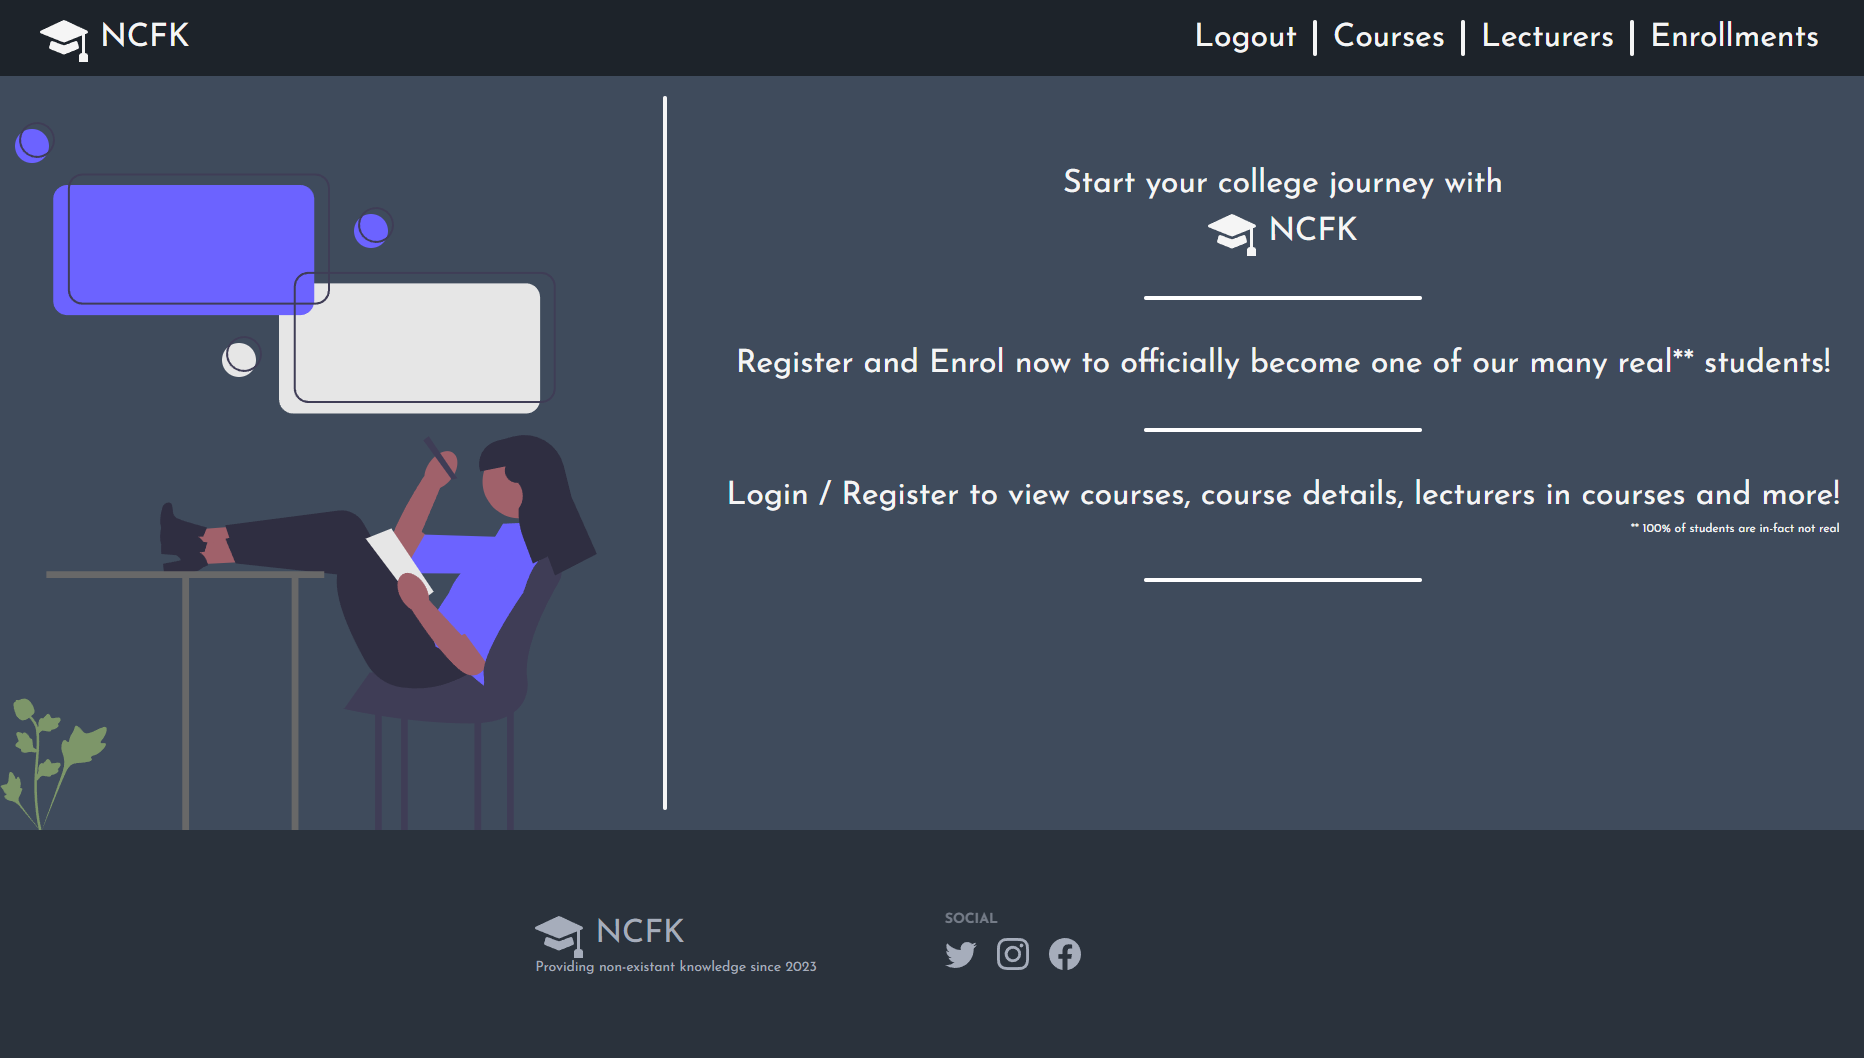 NCFK
Logout | Courses | Lecturers | Enrollments
Start your college journey with
NCFK
Register and Enrol now to officially become one of our many real** students!
Login / Register to view courses, course details, lecturers in courses and more!
** 100% of students are in-fact not real
NCFK
Providing non-existant knowledge since 2023
SOCIAL